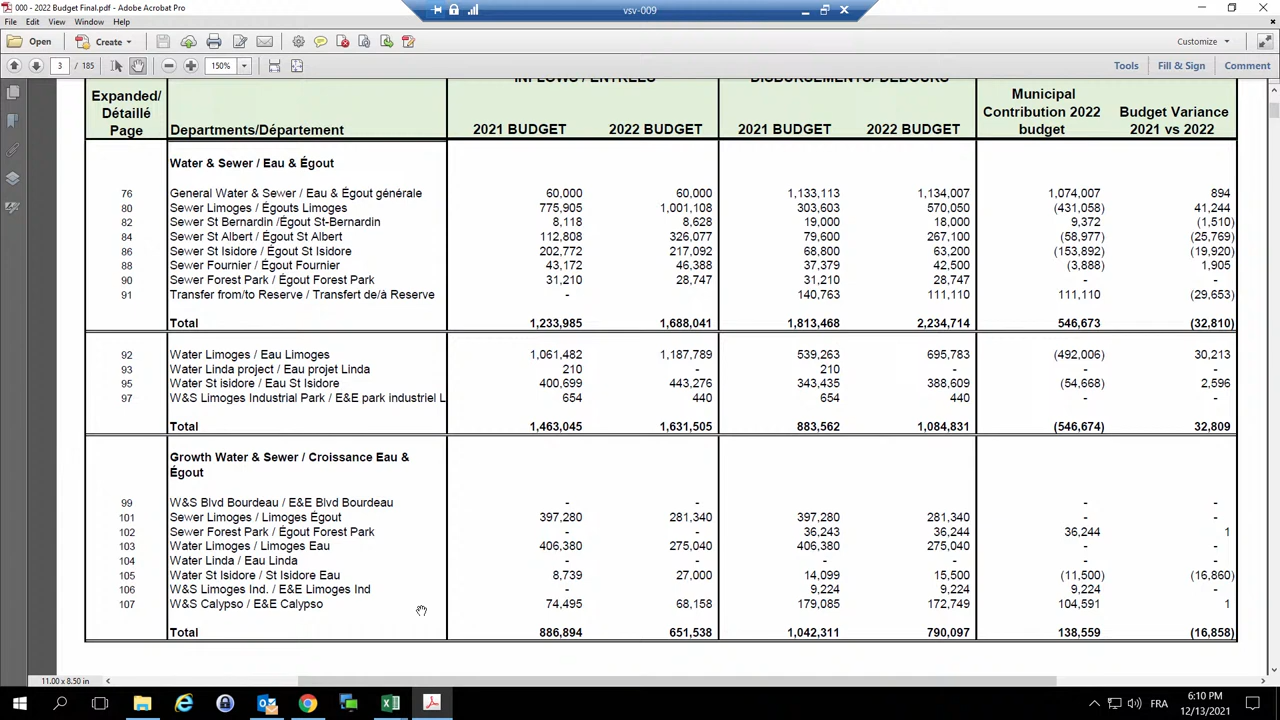 000 - 2022 Budget Final.pdf - Adobe Acrobat Pro
vsv-009
File Edit View Window Help
Open Create Customize
3 / 185 150% Tools Fill & Sign Comment
INFLOWS / ENTRÉES DISBURSEMENTS/ DÉBOURS
Expanded/ Détaillé Page Departments/Département 2021 BUDGET 2022 BUDGET 2021 BUDGET 2022 BUDGET Municipal Contribution 2022 budget Budget Variance 2021 vs 2022
Water & Sewer / Eau & Égout
76 General Water & Sewer / Eau & Égout générale 60,000 60,000 1,133,113 1,134,007 1,074,007 894
80 Sewer Limoges / Égouts Limoges 775,905 1,001,108 303,603 570,050 (431,058) 41,244
82 Sewer St Bernardin /Égout St-Bernardin 8,118 8,628 19,000 18,000 9,372 (1,510)
84 Sewer St Albert / Égout St Albert 112,808 326,077 79,600 267,100 (58,977) (25,769)
86 Sewer St Isidore / Égout St Isidore 202,772 217,092 68,800 63,200 (153,892) (19,920)
88 Sewer Fournier / Égout Fournier 43,172 46,388 37,379 42,500 (3,888) 1,905
90 Sewer Forest Park / Égout Forest Park 31,210 28,747 31,210 28,747 - -
91 Transfer from/to Reserve / Transfert de/à Reserve - 140,763 111,110 111,110 (29,653)
Total 1,233,985 1,688,041 1,813,468 2,234,714 546,673 (32,810)
92 Water Limoges / Eau Limoges 1,061,482 1,187,789 539,263 695,783 (492,006) 30,213
93 Water Linda project / Eau projet Linda 210 - 210 - - -
95 Water St isidore / Eau St Isidore 400,699 443,276 343,435 388,609 (54,668) 2,596
97 W&S Limoges Industrial Park / E&E park industriel L 654 440 654 440 - -
Total 1,463,045 1,631,505 883,562 1,084,831 (546,674) 32,809
Growth Water & Sewer / Croissance Eau &
Égout
99 W&S Blvd Bourdeau / E&E Blvd Bourdeau - - - -
101 Sewer Limoges / Limoges Égout 397,280 281,340 397,280 281,340 - -
102 Sewer Forest Park / Égout Forest Park - - 36,243 36,244 36,244 1
103 Water Limoges / Limoges Eau 406,380 275,040 406,380 275,040 - -
104 Water Linda / Eau Linda - - - - - -
105 Water St Isidore / St Isidore Eau 8,739 27,000 14,099 15,500 (11,500) (16,860)
106 W&S Limoges Ind. / E&E Limoges Ind - - 9,224 9,224 9,224 -
107 W&S Calypso / E&E Calypso 74,495 68,158 179,085 172,749 104,591 1
Total 886,894 651,538 1,042,311 790,097 138,559 (16,858)
11.00 x 8.50 in
FRA 6:10 PM
12/13/2021